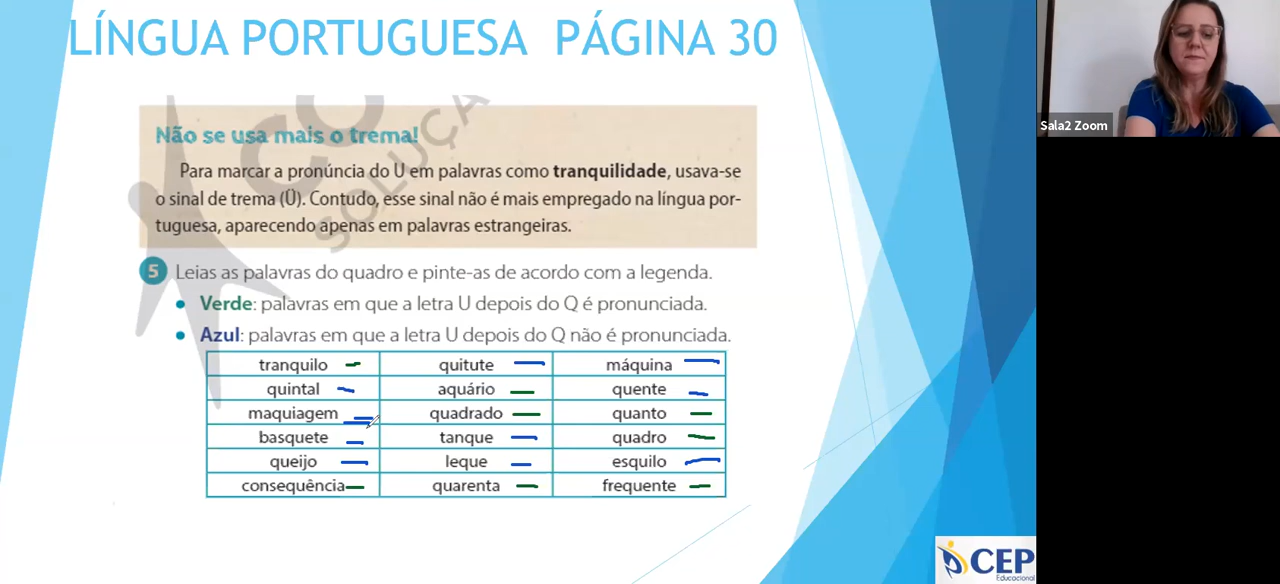 LÍNGUA PORTUGUESA PÁGINA 30
Sala2 Zoom
CO
SOLUÇÃ
Não se usa mais o trema!
Para marcar a pronúncia do U em palavras como tranquilidade, usava-se
o sinal de trema (Ü). Contudo, esse sinal não é mais empregado na língua por-
tuguesa, aparecendo apenas em palavras estrangeiras.
5 Leias as palavras do quadro e pinte-as de acordo com a legenda.
• Verde: palavras em que a letra U depois do Q é pronunciada.
• Azul: palavras em que a letra U depois do Q não é pronunciada.
tranquilo quitute máquina
quintal aquário quente
maquiagem quadrado quanto
basquete tanque quadro
queijo leque esquilo
consequência quarenta frequente
CEP
Educacional